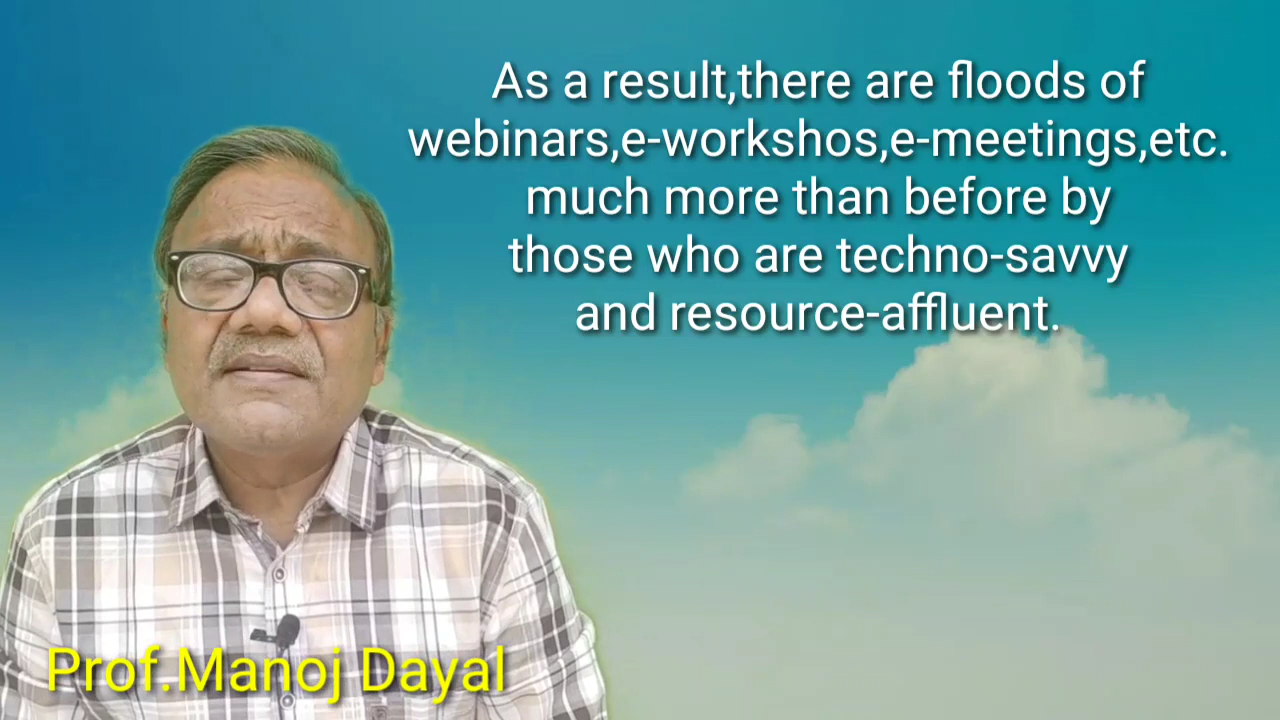 As a result,there are floods of
webinars,e-workshos,e-meetings,etc.
much more than before by
those who are techno-savvy
and resource-affluent.
Prof.Manoj Dayal